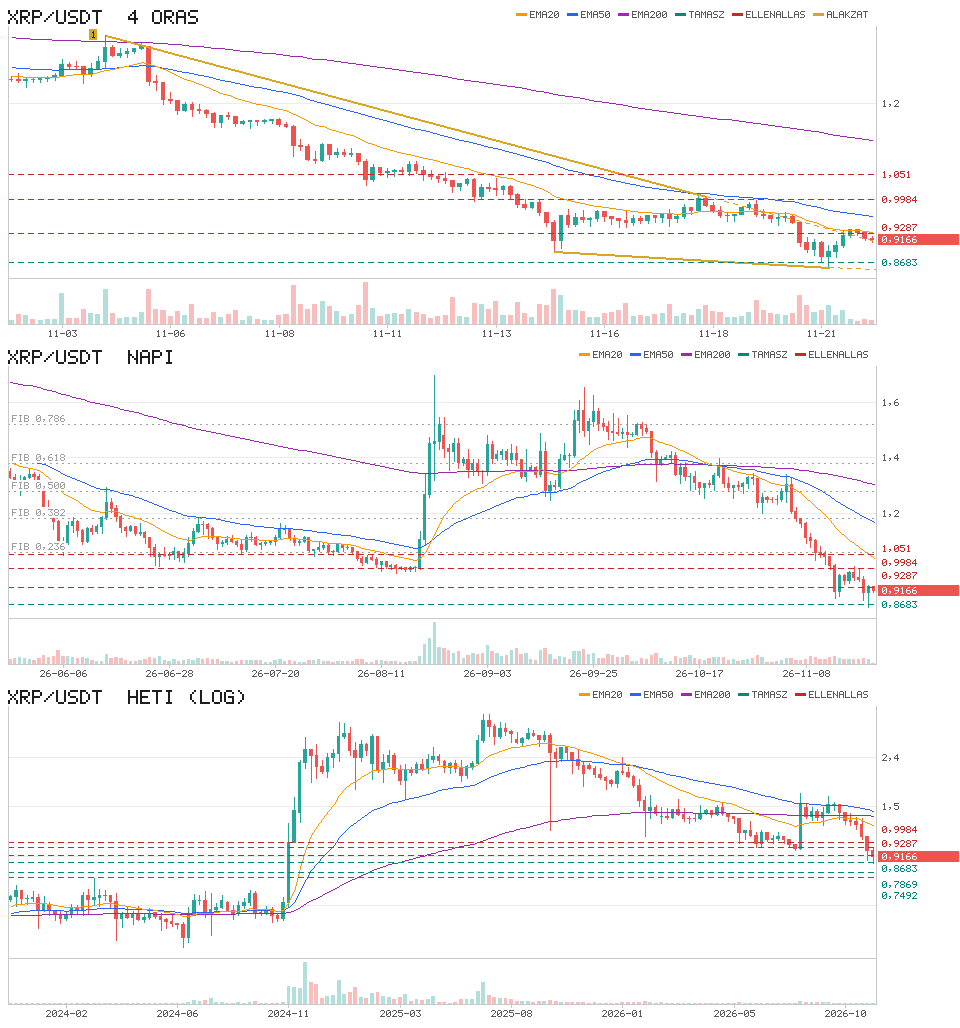 XRP/USDT 4 ORAS
EMA20 EMA50 EMA200 TAMASZ ELLENALLAS ALAKZAT
1
1,2
1,051
0,9984
0,9287
0,9166
0,8683
11-03 11-06 11-08 11-11 11-13 11-16 11-18 11-21
XRP/USDT NAPI
EMA20 EMA50 EMA200 TAMASZ ELLENALLAS
FIB 0,786
FIB 0,618
FIB 0,500
FIB 0,382
FIB 0,236
1,6
1,4
1,2
1,051
0,9984
0,9287
0,9166
0,8683
26-06-06 26-06-28 26-07-20 26-08-11 26-09-03 26-09-25 26-10-17 26-11-08
XRP/USDT HETI (LOG)
EMA20 EMA50 EMA200 TAMASZ ELLENALLAS
2,4
1,5
0,9984
0,9287
0,9166
0,8683
0,7869
0,7492
2024-02 2024-06 2024-11 2025-03 2025-08 2026-01 2026-05 2026-10